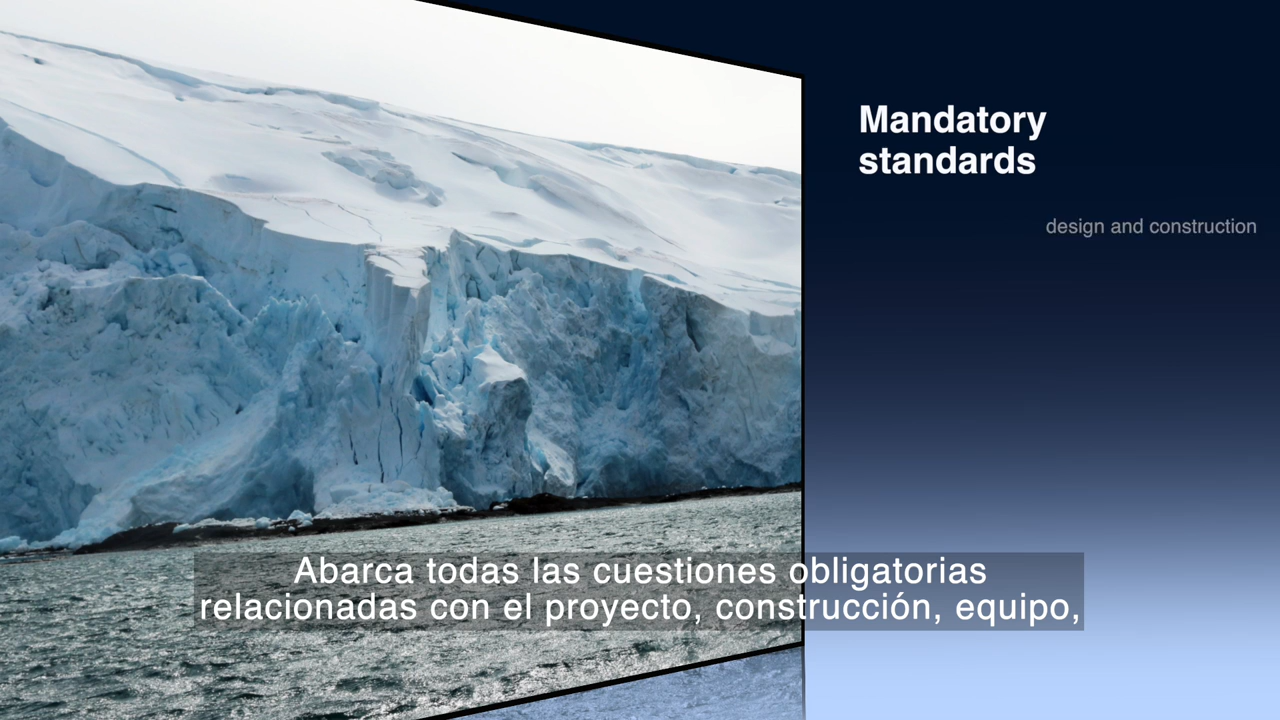 Mandatory
standards
design and construction
Abarca todas las cuestiones obligatorias
relacionadas con el proyecto, construcción, equipo,